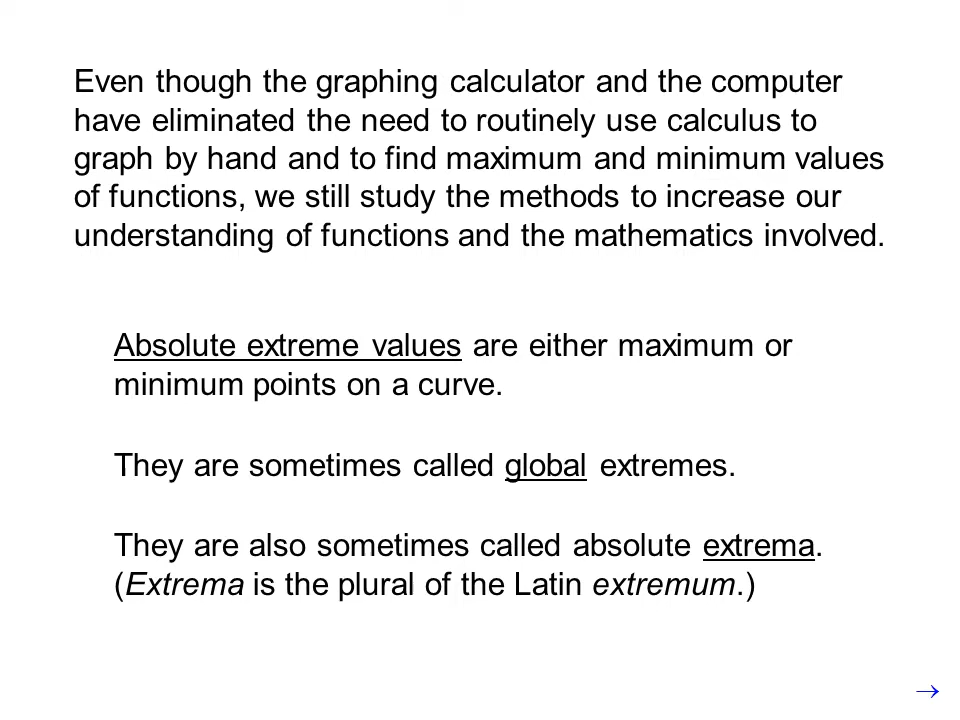 Even though the graphing calculator and the computer
have eliminated the need to routinely use calculus to
graph by hand and to find maximum and minimum values
of functions, we still study the methods to increase our
understanding of functions and the mathematics involved.
Absolute extreme values are either maximum or
minimum points on a curve.
They are sometimes called global extremes.
They are also sometimes called absolute extrema.
(Extrema is the plural of the Latin extremum.)
→